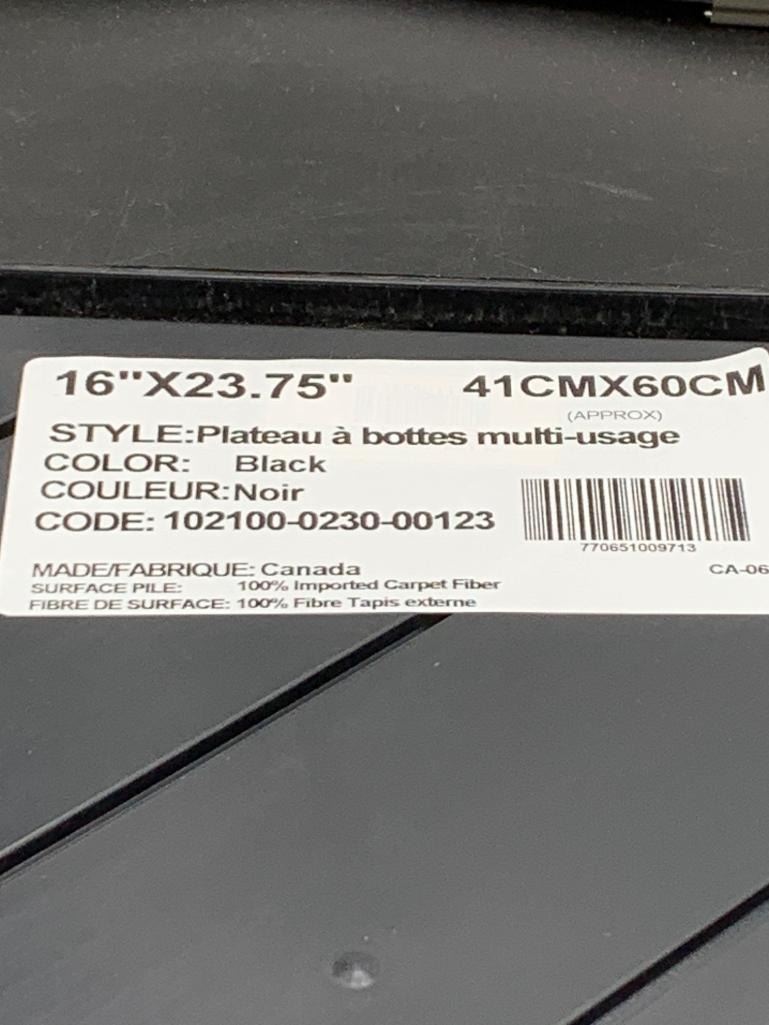 16"X23.75" 41CMX60CM
(APPROX)
STYLE:Plateau à bottes multi-usage
COLOR: Black
COULEUR:Noir
CODE: 102100-0230-00123
770651009713
MADE/FABRIQUE: Canada
CA-06
SURFACE PILE: 100% Imported Carpet Fiber
FIBRE DE SURFACE: 100% Fibre Tapis externe